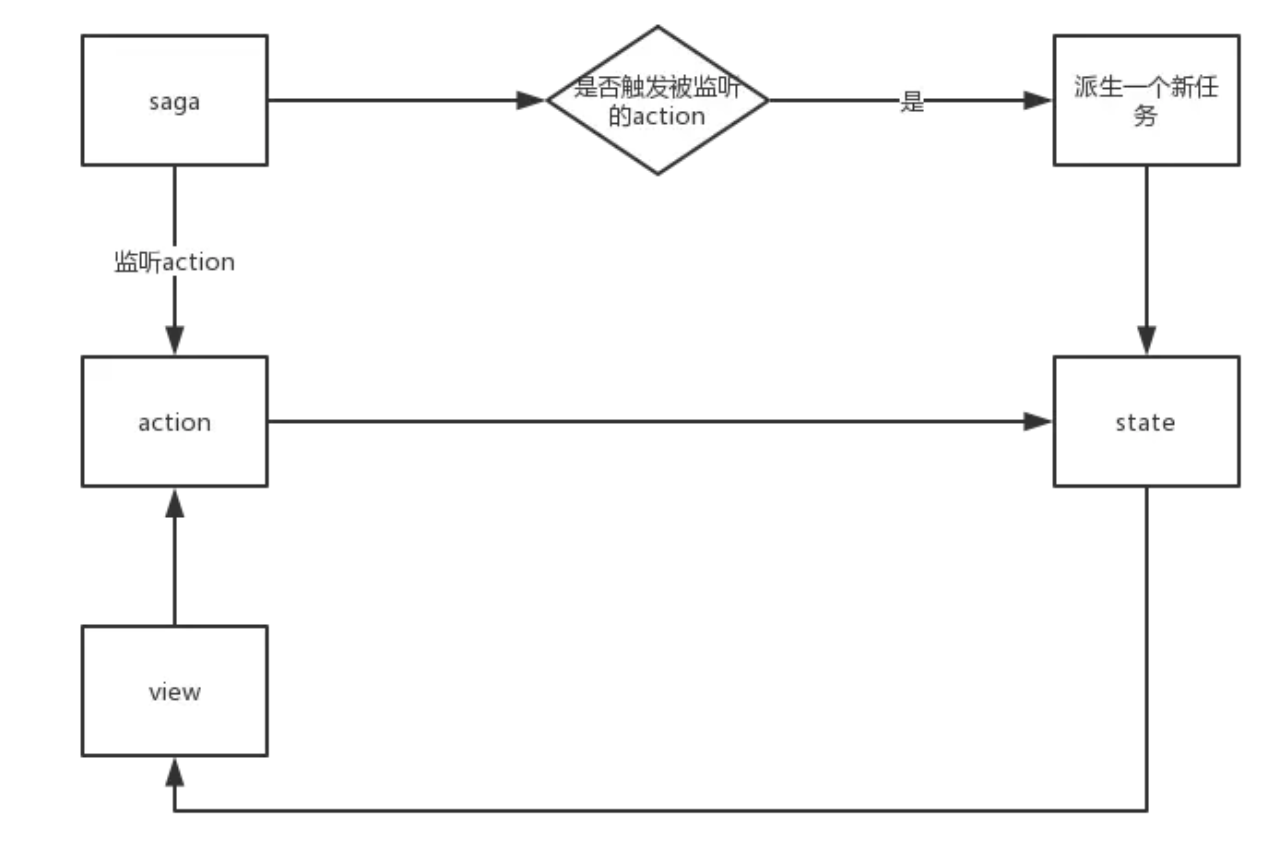 saga
是否触发被监听
的action
是
派生一个新任
务
监听action
action
state
view